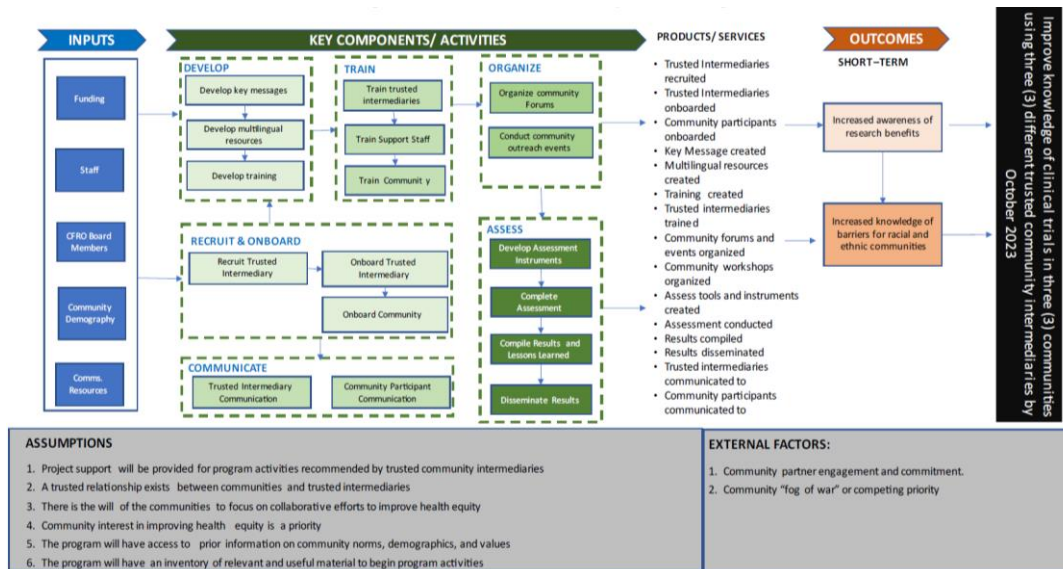 INPUTS
KEY COMPONENTS/ ACTIVITIES
PRODUCTS/ SERVICES
OUTCOMES
SHORT-TERM
Funding
Staff
CFRO Board
Members
Community
Demography
Comms.
Resources
DEVELOP
Develop key messages
Develop multilingual
resources
Develop training
TRAIN
Train trusted
intermediaries
Train Support Staff
Train Communit y
ORGANIZE
Organize community
Forums
Conduct community
outreach events
RECRUIT & ONBOARD
Recruit Trusted
Intermediary
Onboard Trusted
Intermediary
Onboard Community
COMMUNICATE
Trusted Intermediary
Communication
Community Participant
Communication
ASSESS
Develop Assessment
Instruments
Complete
Assessment
Compile Results and
Lessons Learned
Disseminate Results
• Trusted Intermediaries
recruited
• Trusted Intermediaries
onboarded
• Community participants
onboarded
• Key Message created
• Multilingual resources
created
• Training created
• Trusted intermediaries
trained
• Community forums and
events organized
• Community workshops
organized
• Assess tools and instruments
created
• Assessment conducted
• Results compiled
• Results disseminated
• Trusted intermediaries
communicated to
• Community participants
communicated to
Increased awareness of
research benefits
Increased knowledge of
barriers for racial and
ethnic communities
Improve knowledge of clinical trials in three (3) communities
using three (3) different trusted community intermediaries by
October 2023
ASSUMPTIONS
1. Project support will be provided for program activities recommended by trusted community intermediaries
2. A trusted relationship exists between communities and trusted intermediaries
3. There is the will of the communities to focus on collaborative efforts to improve health equity
4. Community interest in improving health equity is a priority
5. The program will have access to prior information on community norms, demographics, and values
6. The program will have an inventory of relevant and useful material to begin program activities
EXTERNAL FACTORS:
1. Community partner engagement and commitment.
2. Community “fog of war” or competing priority